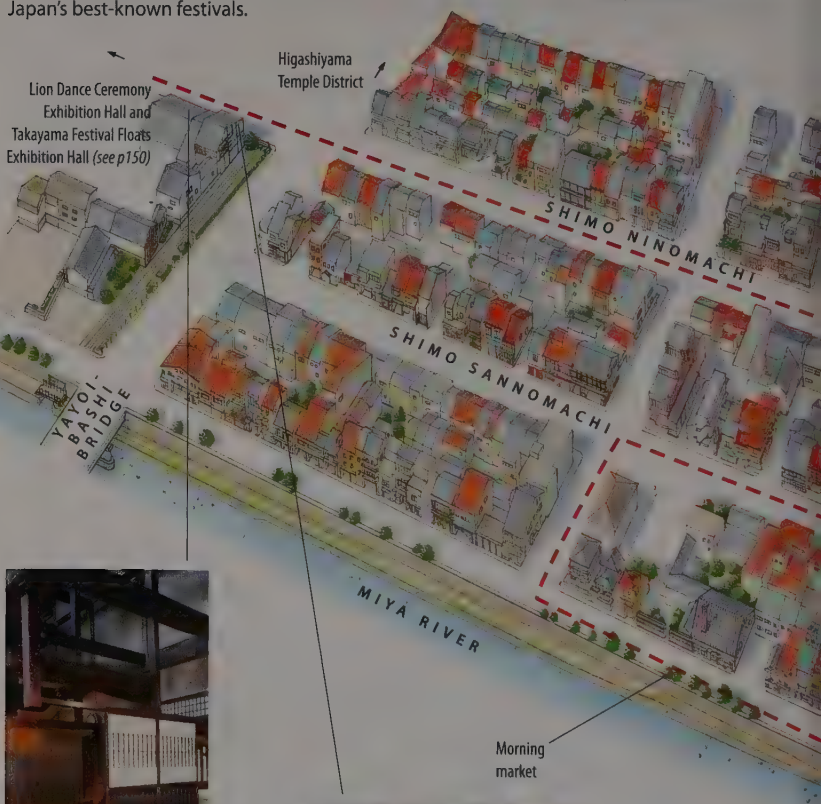 Japan's best-known festivals.
Higashiyama
Temple District
Lion Dance Ceremony
Exhibition Hall and
Takayama Festival Floats
Exhibition Hall (see p150)
SHIMO NINOMACHI
SHIMO SANNOMACHI
YAYOI-
BASHI
BRIDGE
MIYA RIVER
Morning
market